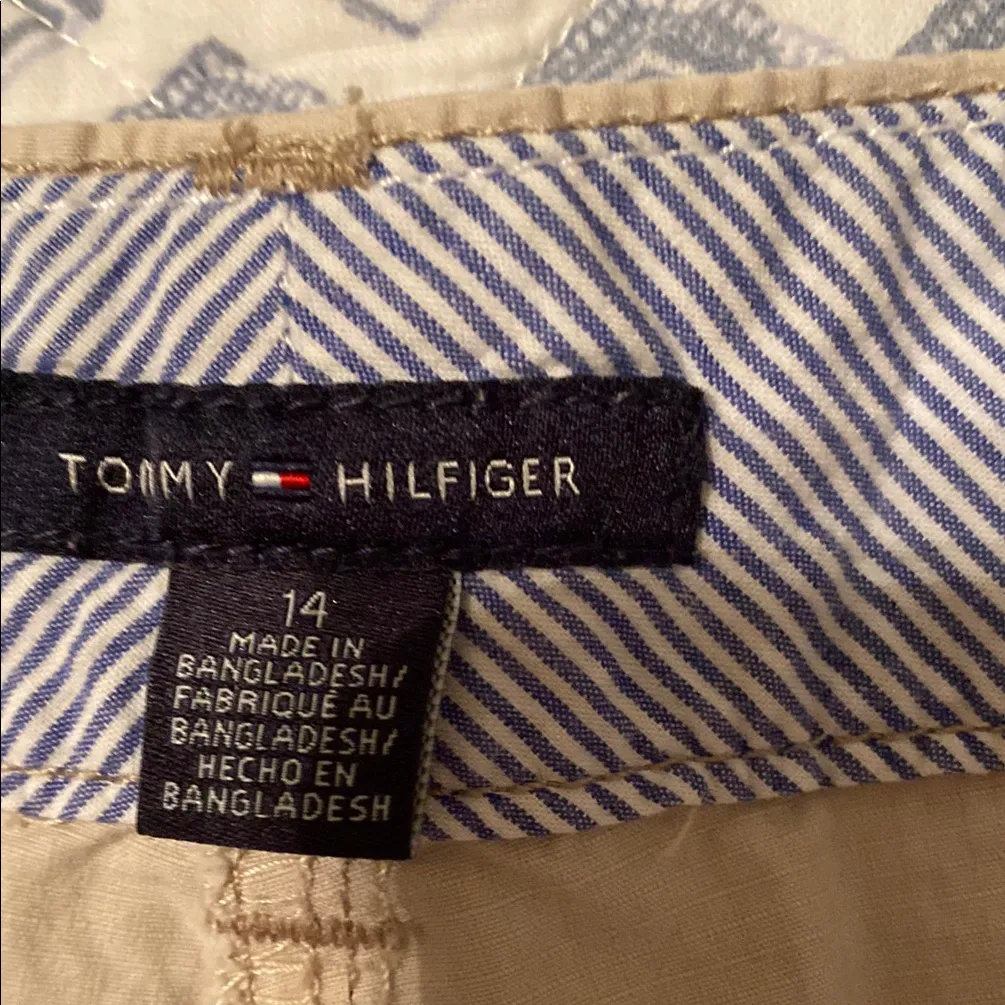 TOMMY HILFIGER
14
MADE IN
BANGLADESH/
FABRIQUÉ AU
BANGLADESH/
HECHO EN
BANGLADESH